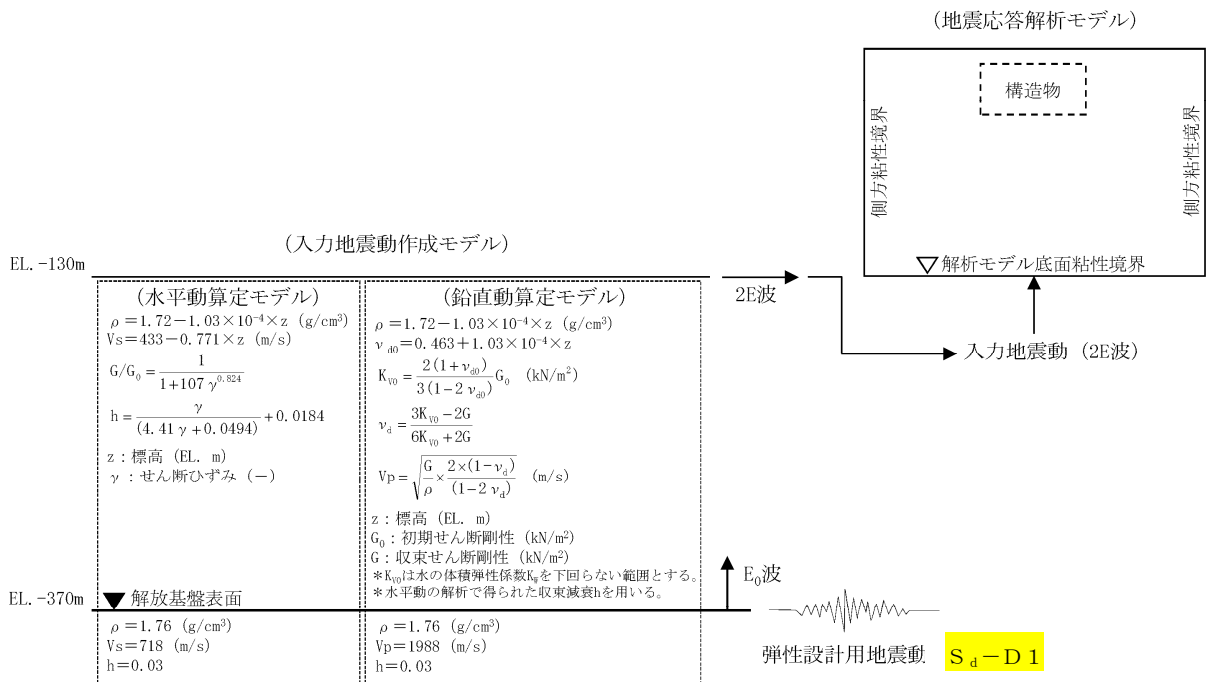 (地震応答解析モデル)
構造物
側方粘性境界
側方粘性境界
▽解析モデル底面粘性境界
(入力地震動作成モデル)
EL. -130m
2E波
入力地震動 (2E波)
(水平動算定モデル)
ρ=1.72-1.03×10⁻⁴×z (g/cm³)
Vs=433-0.771×z (m/s)
G/G₀=1/(1+107γ^0.824)
h=γ/(4.41γ+0.0494)+0.0184
z:標高 (EL. m)
γ:せん断ひずみ (-)
(鉛直動算定モデル)
ρ=1.72-1.03×10⁻⁴×z (g/cm³)
ν_d0=0.463+1.03×10⁻⁴×z
K_V0=2(1+ν_d0)/3(1-2ν_d0) G₀ (kN/m²)
ν_d=(3K_V0-2G)/(6K_V0+2G)
Vp=√(G/ρ×2×(1-ν_d)/(1-2ν_d)) (m/s)
z:標高 (EL. m)
G₀:初期せん断剛性 (kN/m²)
G:収束せん断剛性 (kN/m²)
*K_V0は水の体積弾性係数K_Wを下回らない範囲とする。
*水平動の解析で得られた収束減衰hを用いる。
EL. -370m
▼ 解放基盤表面
E₀波
ρ=1.76 (g/cm³)
Vs=718 (m/s)
h=0.03
ρ=1.76 (g/cm³)
Vp=1988 (m/s)
h=0.03
弾性設計用地震動 S_d-D1